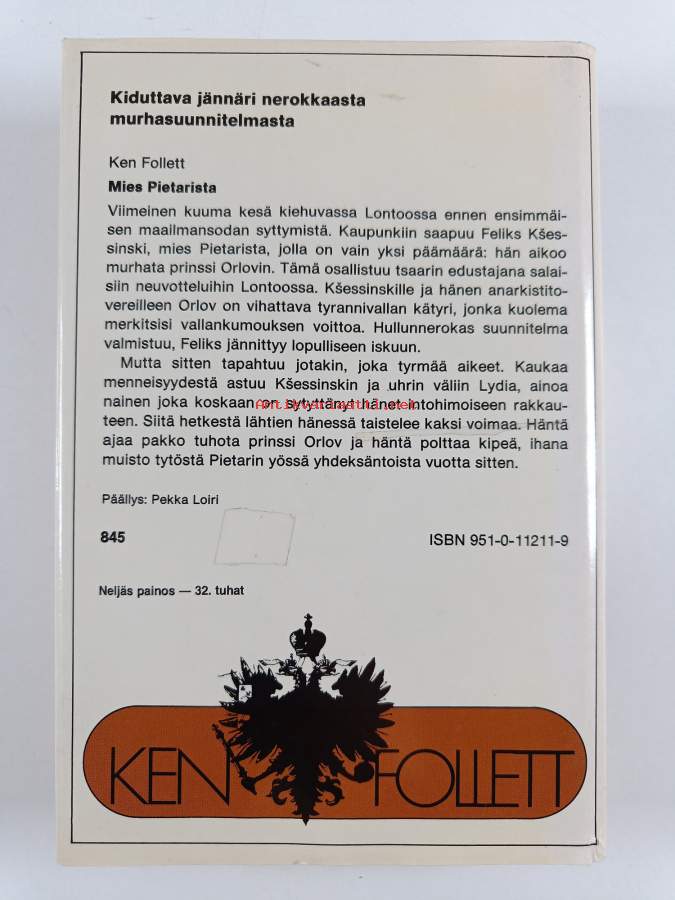 Kiduttava jännäri nerokkaasta
murhasuunnitelmasta
Ken Follett
Mies Pietarista
Viimeinen kuuma kesä kiehuvassa Lontoossa ennen ensimmäi-
sen maailmansodan syttymistä. Kaupunkiin saapuu Feliks Kšes-
sinski, mies Pietarista, jolla on vain yksi päämäärä: hän aikoo
murhata prinssi Orlovin. Tämä osallistuu tsaarin edustajana salai-
siin neuvotteluihin Lontoossa. Kšessinskille ja hänen anarkistito-
vereilleen Orlov on vihattava tyrannivallan kätyri, jonka kuolema
merkitsisi vallankumouksen voittoa. Hullunnerokas suunnitelma
valmistuu, Feliks jännittyy lopulliseen iskuun.
Mutta sitten tapahtuu jotakin, joka tyrmää aikeet. Kaukaa
menneisyydestä astuu Kšessinskin ja uhrin väliin Lydia, ainoa
nainen joka koskaan on sytyttänyt hänet intohimoiseen rakkau-
teen. Siitä hetkestä lähtien hänessä taistelee kaksi voimaa. Häntä
ajaa pakko tuhota prinssi Orlov ja häntä polttaa kipeä, ihana
muisto tytöstä Pietarin yössä yhdeksäntoista vuotta sitten.
Päällys: Pekka Loiri
845
ISBN 951-0-11211-9
Neljäs painos — 32. tuhat
KEN FOLLETT